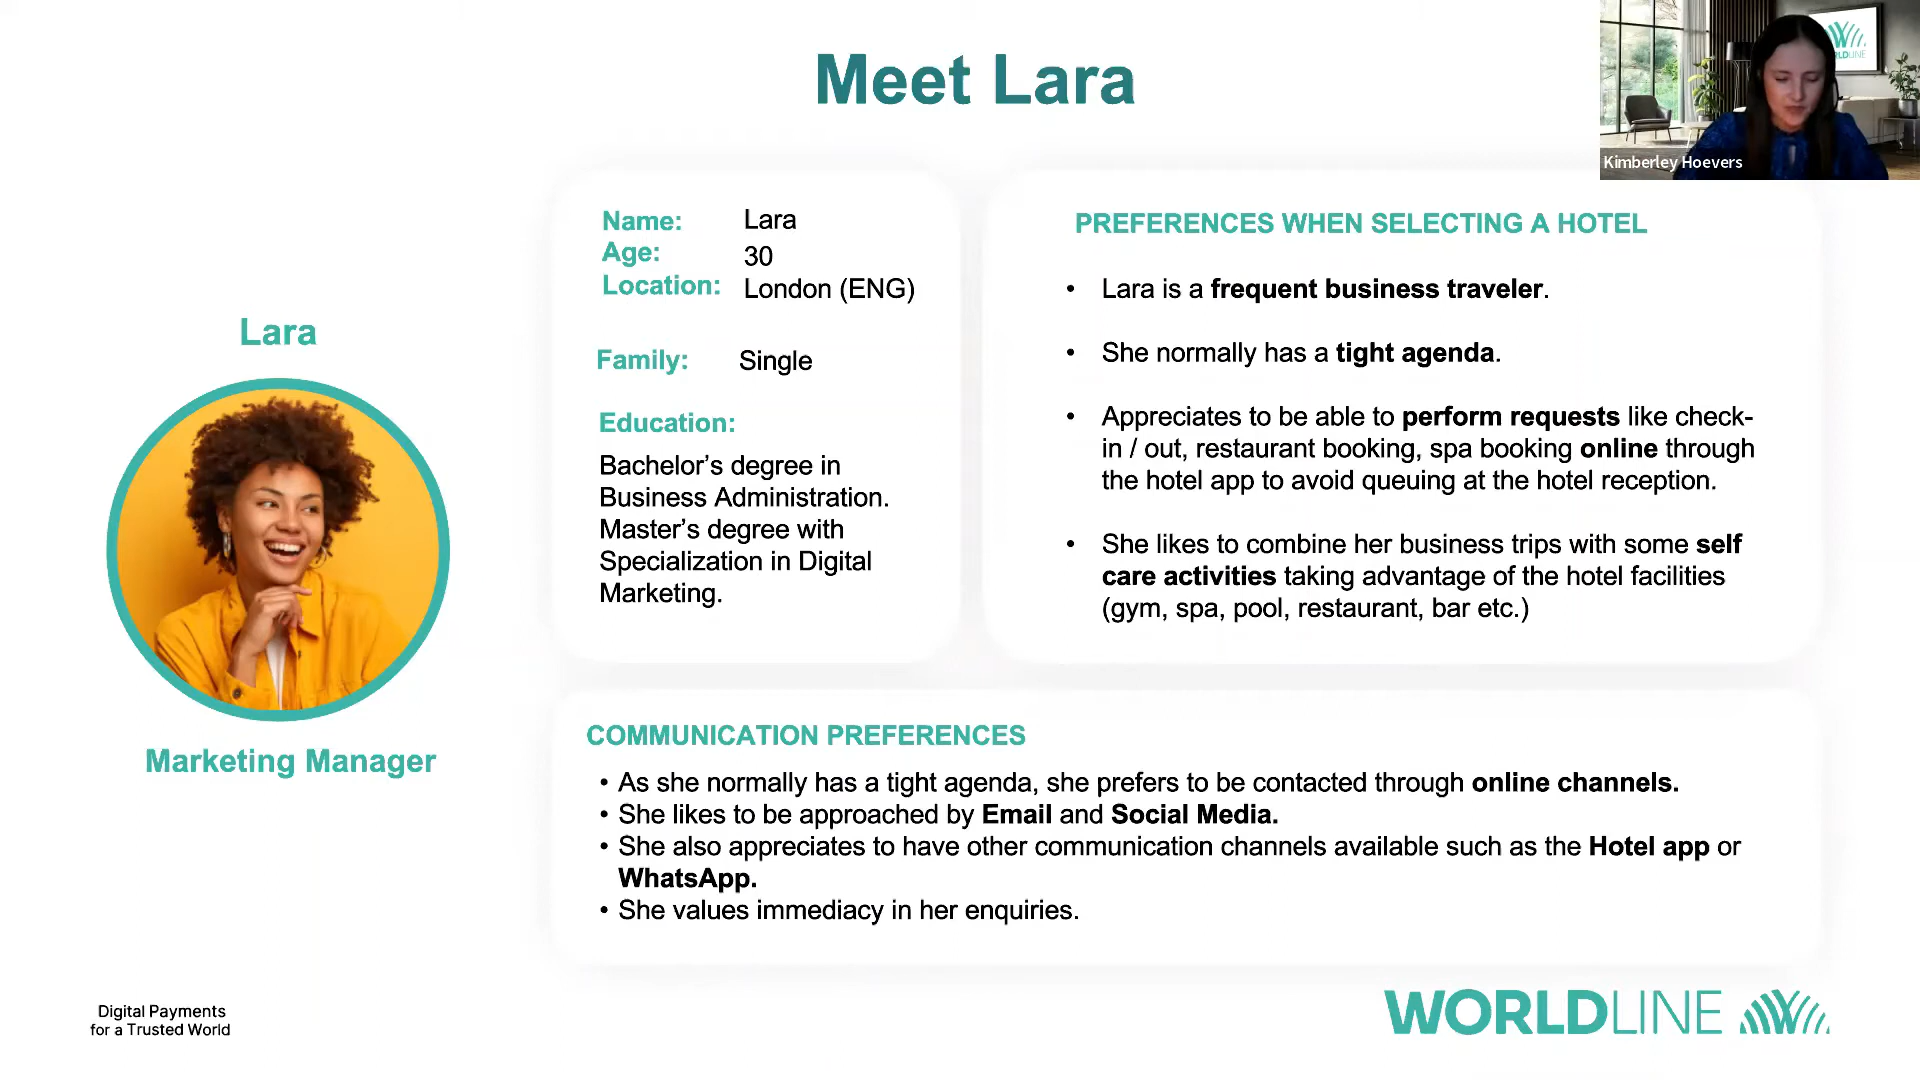 Meet Lara
WORLDLINE
Kimberley Hoevers
Lara
Marketing Manager
Name: Lara
Age: 30
Location: London (ENG)
Family: Single
Education:
Bachelor’s degree in
Business Administration.
Master’s degree with
Specialization in Digital
Marketing.
PREFERENCES WHEN SELECTING A HOTEL
• Lara is a frequent business traveler.
• She normally has a tight agenda.
• Appreciates to be able to perform requests like check-
in / out, restaurant booking, spa booking online through
the hotel app to avoid queuing at the hotel reception.
• She likes to combine her business trips with some self
care activities taking advantage of the hotel facilities
(gym, spa, pool, restaurant, bar etc.)
COMMUNICATION PREFERENCES
• As she normally has a tight agenda, she prefers to be contacted through online channels.
• She likes to be approached by Email and Social Media.
• She also appreciates to have other communication channels available such as the Hotel app or
WhatsApp.
• She values immediacy in her enquiries.
Digital Payments
for a Trusted World
WORLDLINE